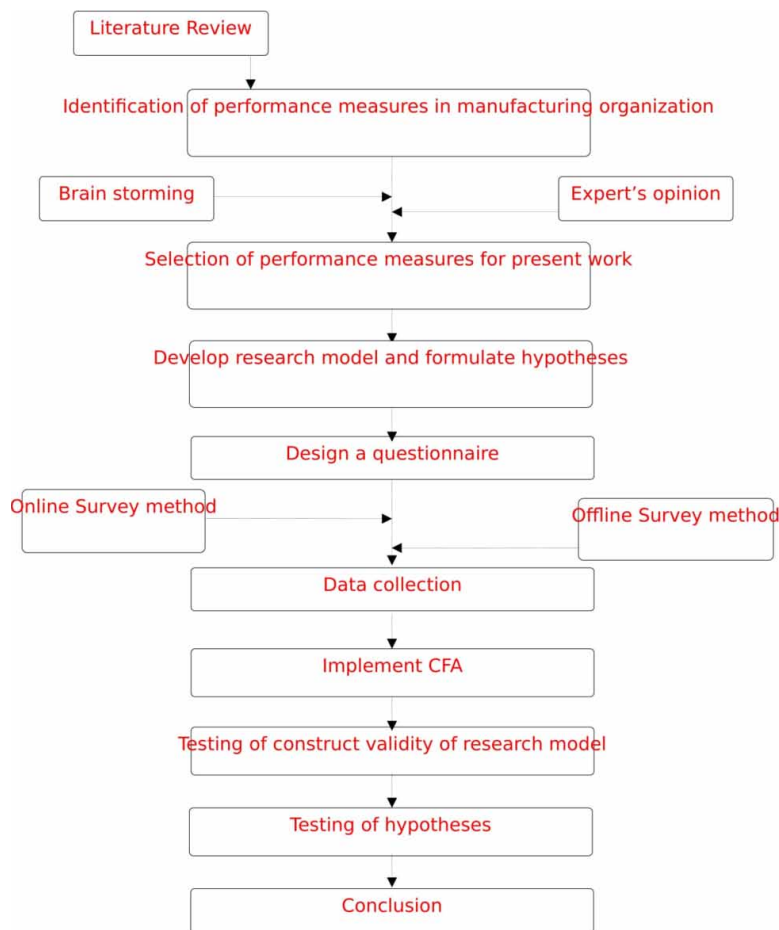 Literature Review
Identification of performance measures in manufacturing organization
Brain storming
Expert’s opinion
Selection of performance measures for present work
Develop research model and formulate hypotheses
Design a questionnaire
Online Survey method
Offline Survey method
Data collection
Implement CFA
Testing of construct validity of research model
Testing of hypotheses
Conclusion